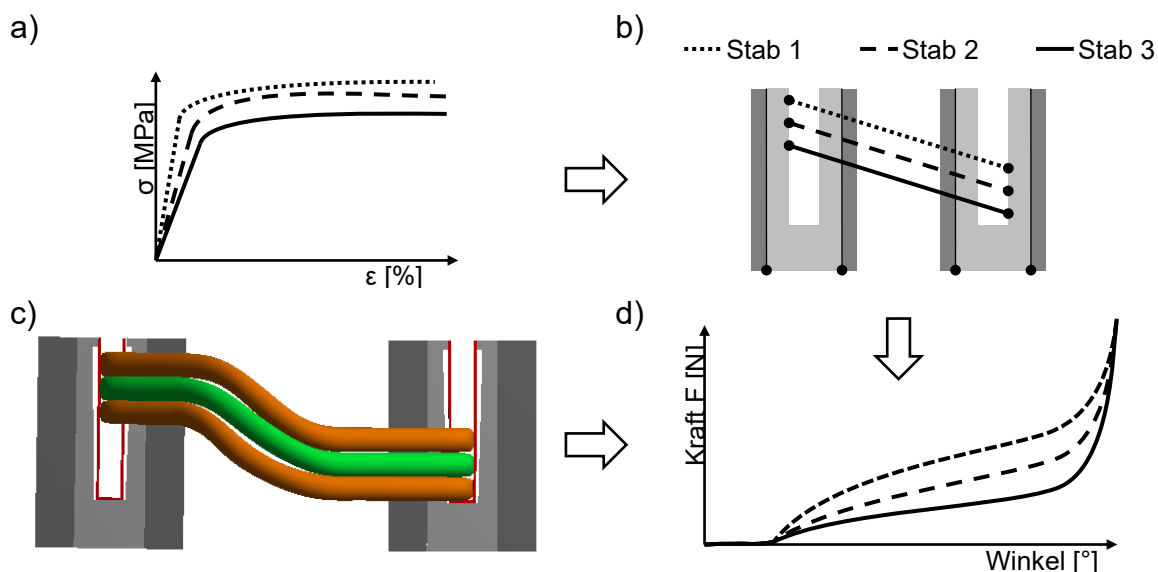 a)
σ [MPa]
ε [%]
b)
Stab 1 Stab 2 Stab 3
c)
d)
Kraft F [N]
Winkel [°]